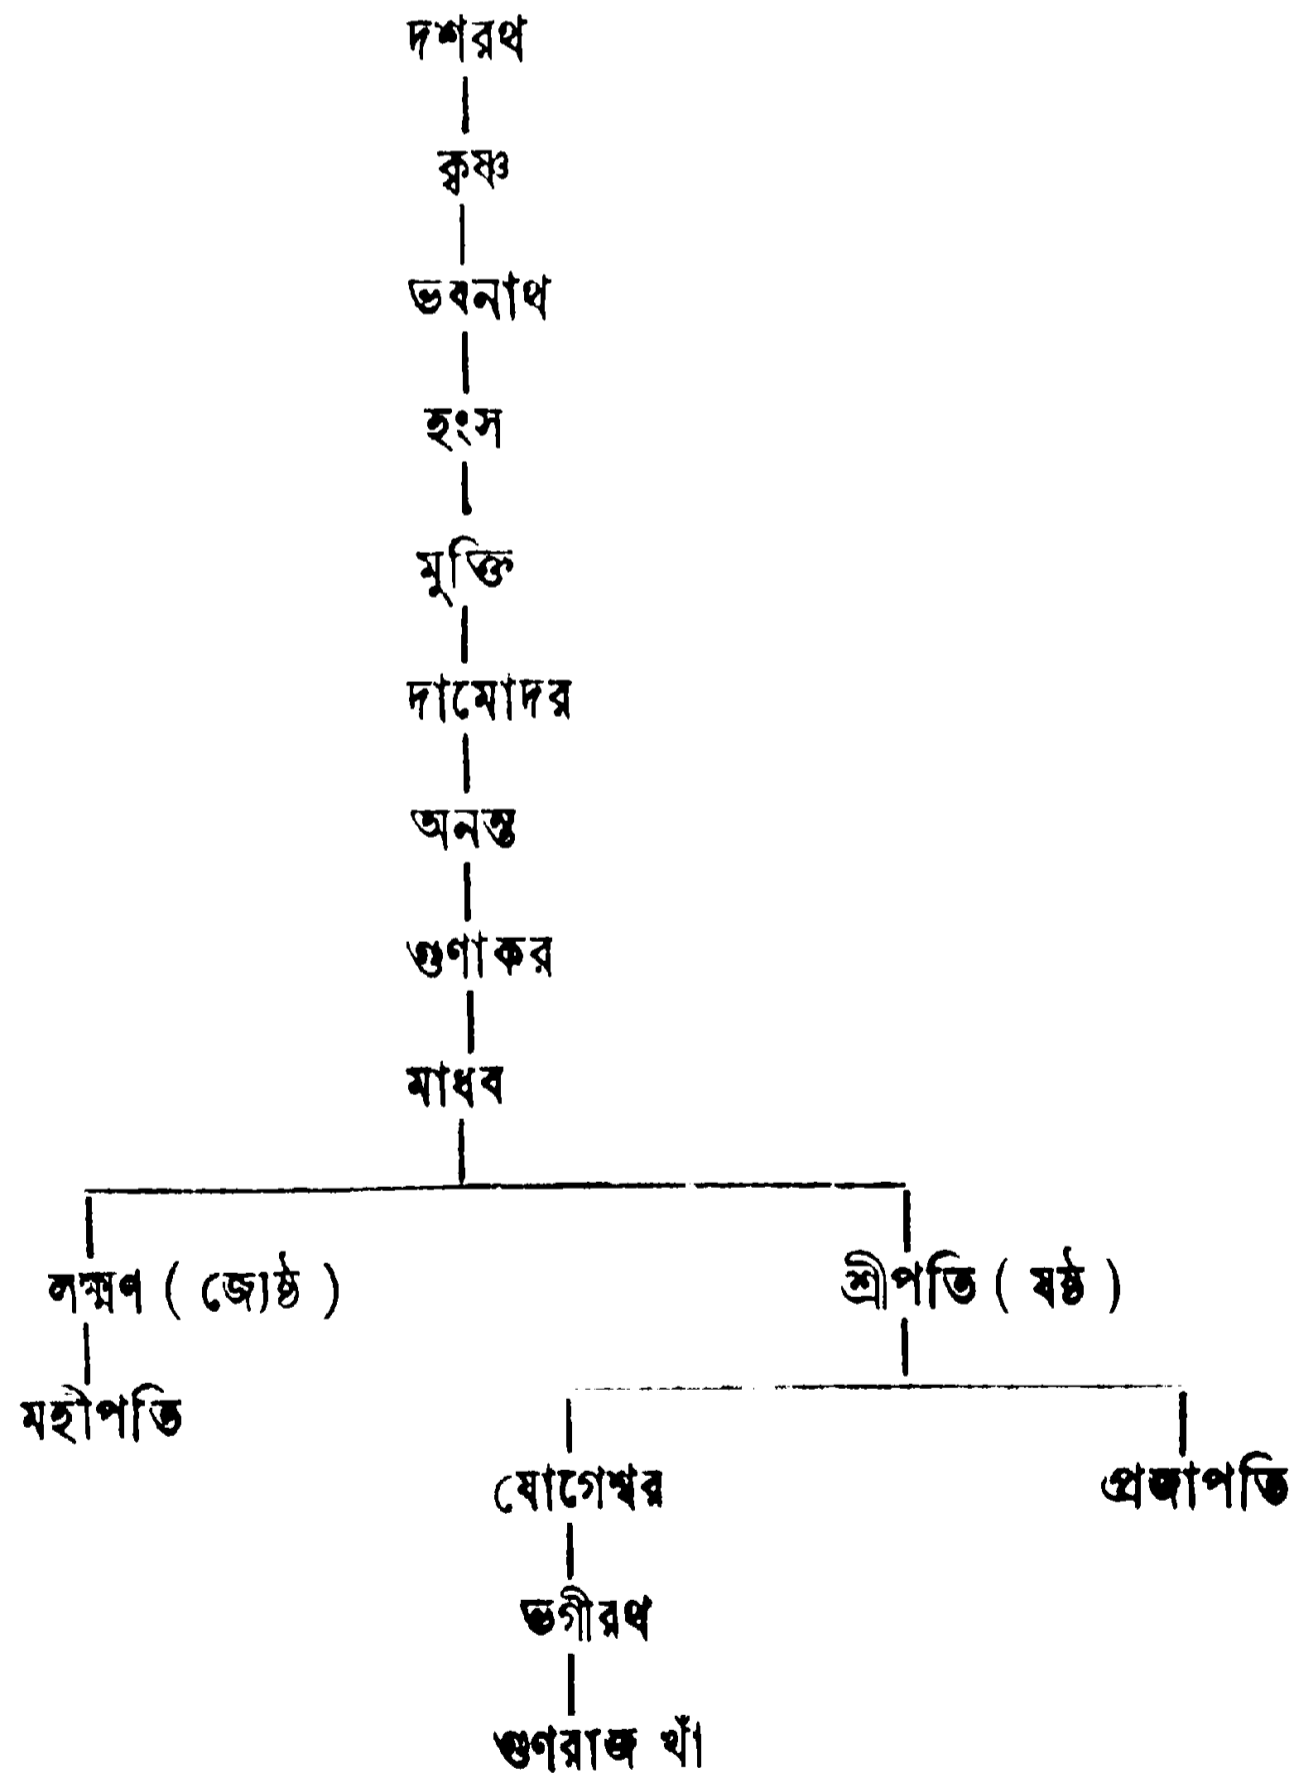 দশরথ
কৃষ্ণ
ভবনাথ
হংস
মুক্তি
দামোদর
অনন্ত
গুণাকর
মাধব
লক্ষ্মণ ( জ্যেষ্ঠ )
শ্রীপতি ( ষষ্ঠ )
মহীপতি
যোগেশ্বর
প্রজাপতি
ভগীরথ
গুণরাজ খাঁ